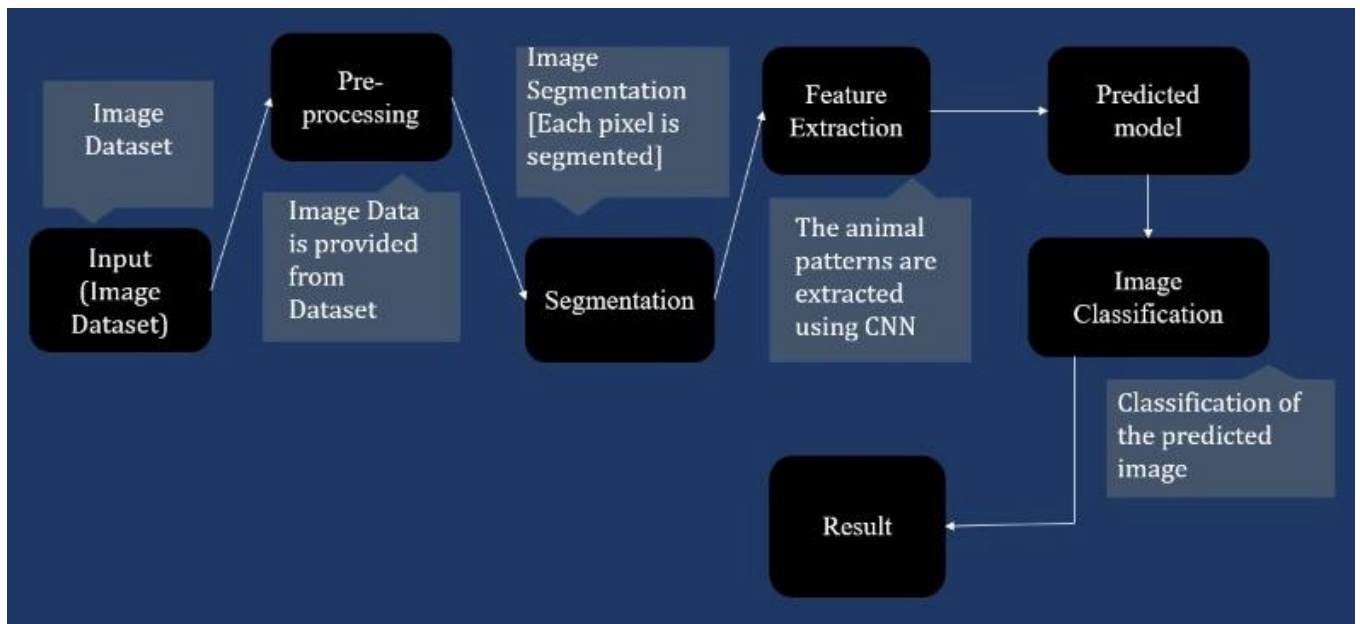 Image
Dataset
Input
(Image
Dataset)
Pre-
processing
Image Data
is provided
from
Dataset
Image
Segmentation
[Each pixel is
segmented]
Segmentation
Feature
Extraction
The animal
patterns are
extracted
using CNN
Predicted
model
Image
Classification
Classification of
the predicted
image
Result